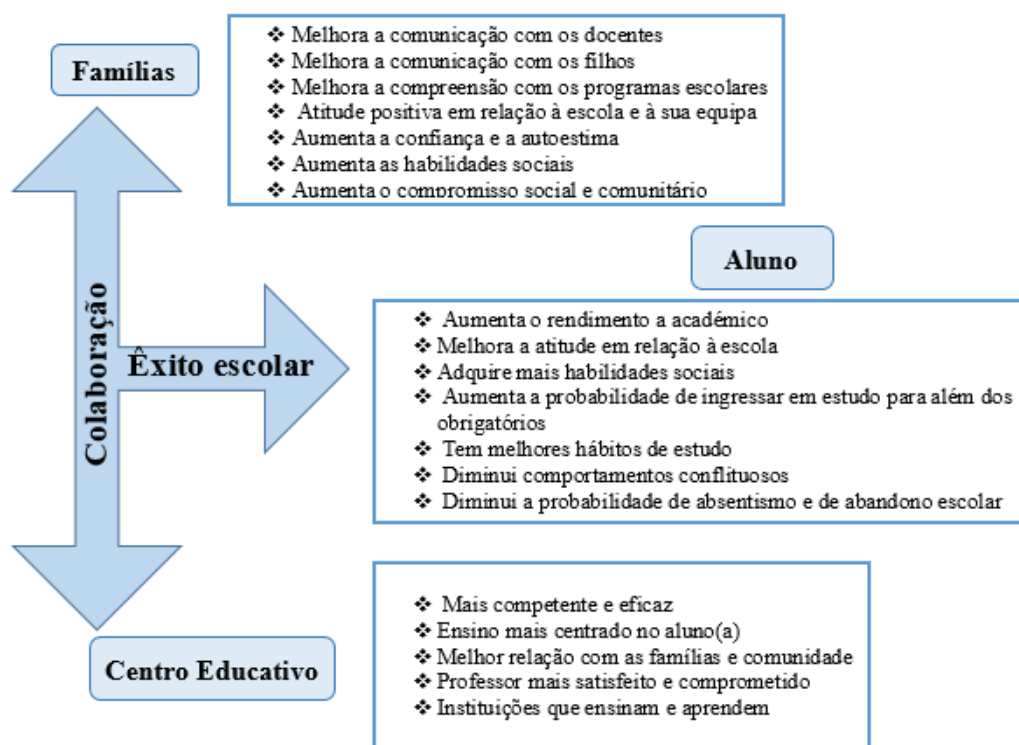 Famílias
❖ Melhora a comunicação com os docentes
❖ Melhora a comunicação com os filhos
❖ Melhora a compreensão com os programas escolares
❖ Atitude positiva em relação à escola e à sua equipa
❖ Aumenta a confiança e a autoestima
❖ Aumenta as habilidades sociais
❖ Aumenta o compromisso social e comunitário
Colaboração
Êxito escolar
Aluno
❖ Aumenta o rendimento a académico
❖ Melhora a atitude em relação à escola
❖ Adquire mais habilidades sociais
❖ Aumenta a probabilidade de ingressar em estudo para além dos
obrigatórios
❖ Tem melhores hábitos de estudo
❖ Diminui comportamentos conflituosos
❖ Diminui a probabilidade de absentismo e de abandono escolar
Centro Educativo
❖ Mais competente e eficaz
❖ Ensino mais centrado no aluno(a)
❖ Melhor relação com as famílias e comunidade
❖ Professor mais satisfeito e comprometido
❖ Instituições que ensinam e aprendem